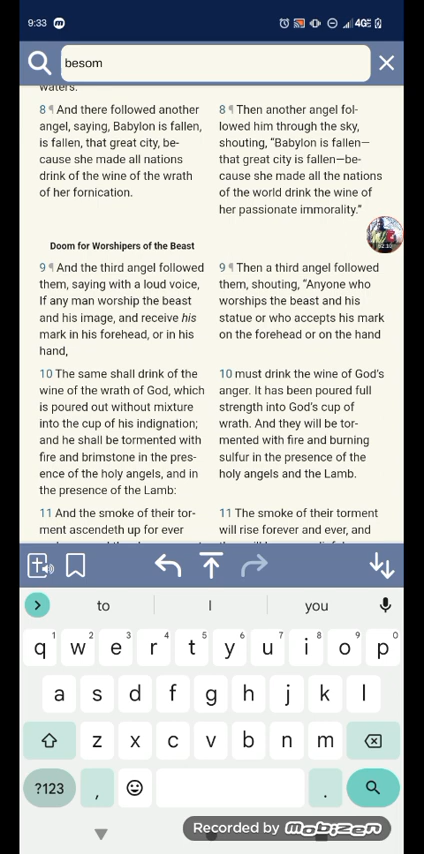 9:33
4G
besom
waters.
8 ¶ And there followed another
angel, saying, Babylon is fallen,
is fallen, that great city, be-
cause she made all nations
drink of the wine of the wrath
of her fornication.
8 ¶ Then another angel fol-
lowed him through the sky,
shouting, “Babylon is fallen—
that great city is fallen—be-
cause she made all the nations
of the world drink the wine of
her passionate immorality.”
Doom for Worshipers of the Beast
9 ¶ And the third angel followed
them, saying with a loud voice,
If any man worship the beast
and his image, and receive his
mark in his forehead, or in his
hand,
9 ¶ Then a third angel followed
them, shouting, “Anyone who
worships the beast and his
statue or who accepts his mark
on the forehead or on the hand
10 The same shall drink of the
wine of the wrath of God, which
is poured out without mixture
into the cup of his indignation;
and he shall be tormented with
fire and brimstone in the pres-
ence of the holy angels, and in
the presence of the Lamb:
10 must drink the wine of God’s
anger. It has been poured full
strength into God’s cup of
wrath. And they will be tor-
mented with fire and burning
sulfur in the presence of the
holy angels and the Lamb.
11 And the smoke of their tor-
ment ascendeth up for ever
11 The smoke of their torment
will rise forever and ever, and
to I you
q 1 w 2 e 3 r 4 t 5 y 6 u 7 i 8 o 9 p 0
a s d f g h j k l
z x c v b n m
?123 , .
Recorded by MOBIZEN